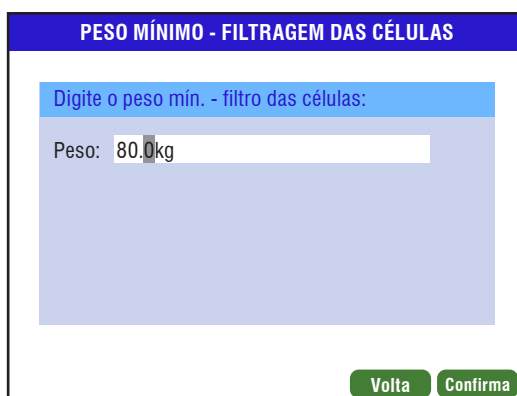 PESO MÍNIMO - FILTRAGEM DAS CÉLULAS
Digite o peso mín. - filtro das células:
Peso: 80.0kg
Volta Confirma